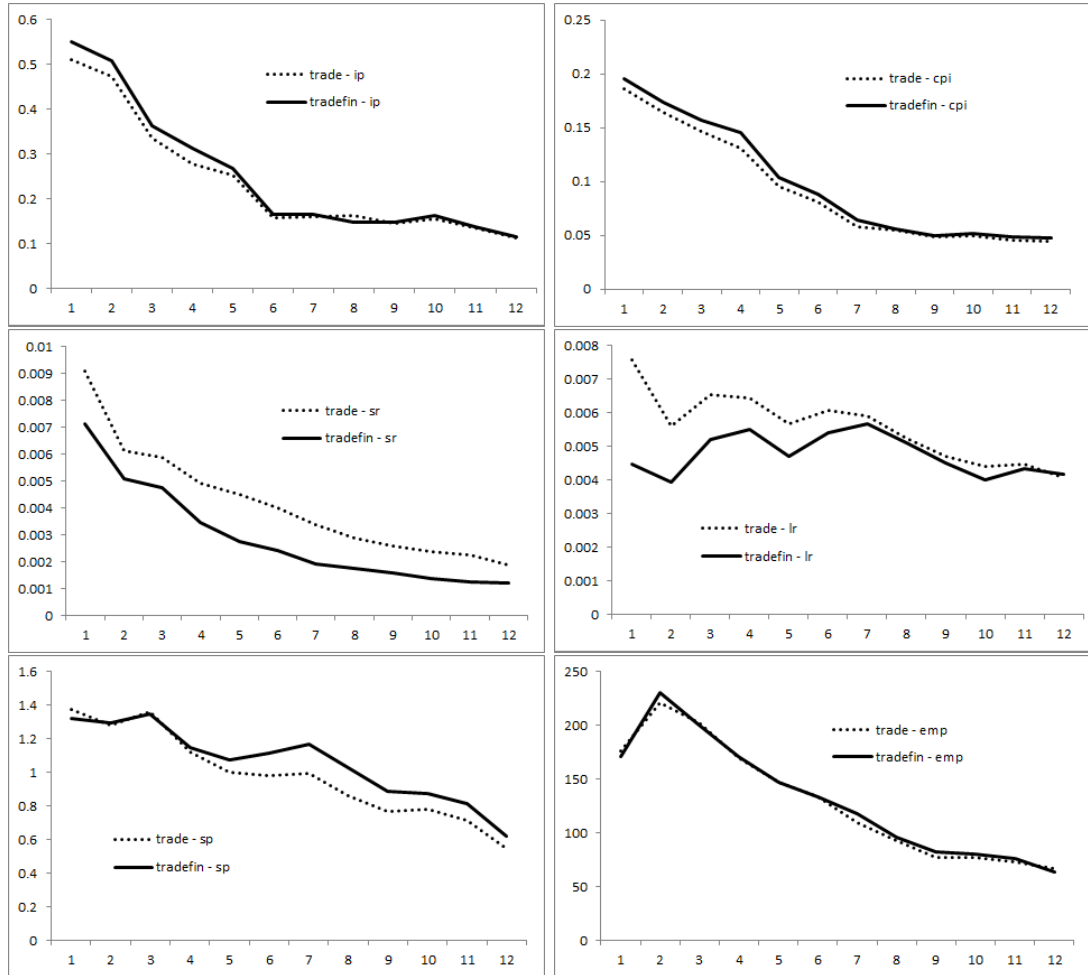 0.6
0.5
0.4
0.3
0.2
0.1
0
trade - ip
tradefin - ip
1 2 3 4 5 6 7 8 9 10 11 12
0.25
0.2
0.15
0.1
0.05
0
trade - cpi
tradefin - cpi
1 2 3 4 5 6 7 8 9 10 11 12
0.01
0.009
0.008
0.007
0.006
0.005
0.004
0.003
0.002
0.001
0
trade - sr
tradefin - sr
1 2 3 4 5 6 7 8 9 10 11 12
0.008
0.007
0.006
0.005
0.004
0.003
0.002
0.001
0
trade - lr
tradefin - lr
1 2 3 4 5 6 7 8 9 10 11 12
1.6
1.4
1.2
1
0.8
0.6
0.4
0.2
0
trade - sp
tradefin - sp
1 2 3 4 5 6 7 8 9 10 11 12
250
200
150
100
50
0
trade - emp
tradefin - emp
1 2 3 4 5 6 7 8 9 10 11 12